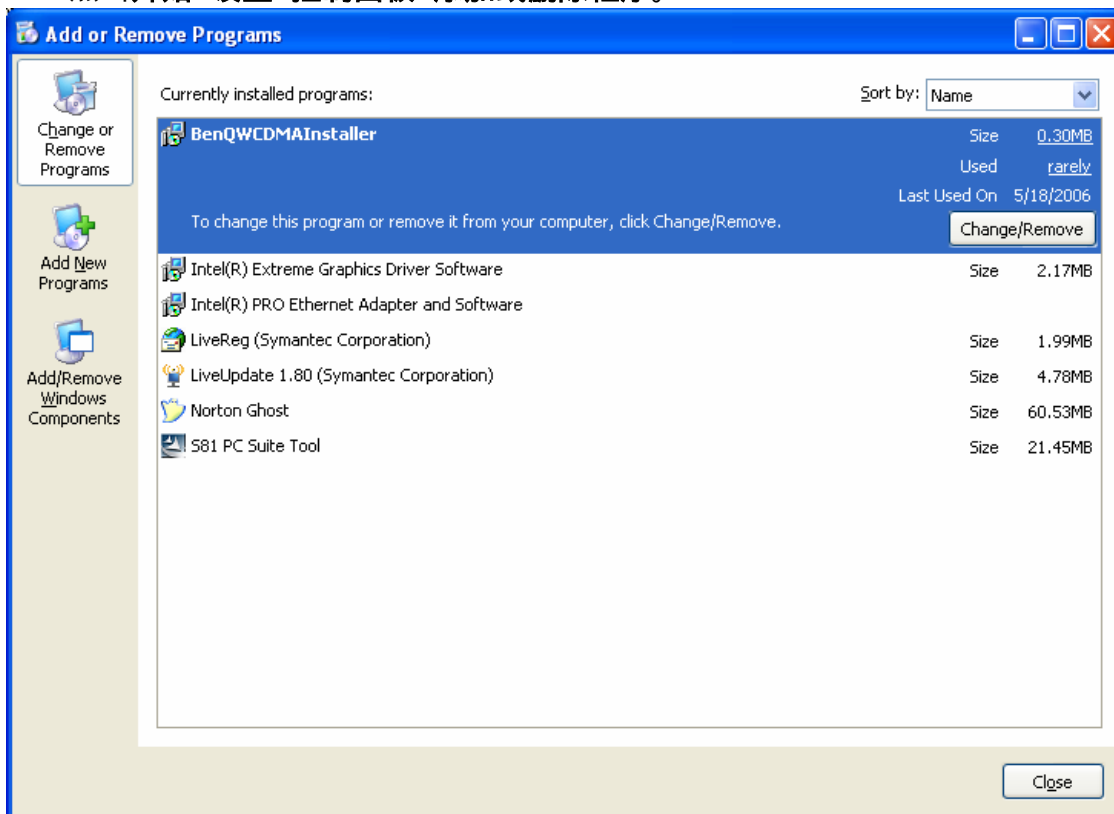 Add or Remove Programs
Change or
Remove
Programs
Add New
Programs
Add/Remove
Windows
Components
Currently installed programs:
Sort by: Name
BenQWCDMAInstaller Size 0.30MB
Used rarely
Last Used On 5/18/2006
To change this program or remove it from your computer, click Change/Remove.
Change/Remove
Intel(R) Extreme Graphics Driver Software Size 2.17MB
Intel(R) PRO Ethernet Adapter and Software
LiveReg (Symantec Corporation) Size 1.99MB
LiveUpdate 1.80 (Symantec Corporation) Size 4.78MB
Norton Ghost Size 60.53MB
S81 PC Suite Tool Size 21.45MB
Close